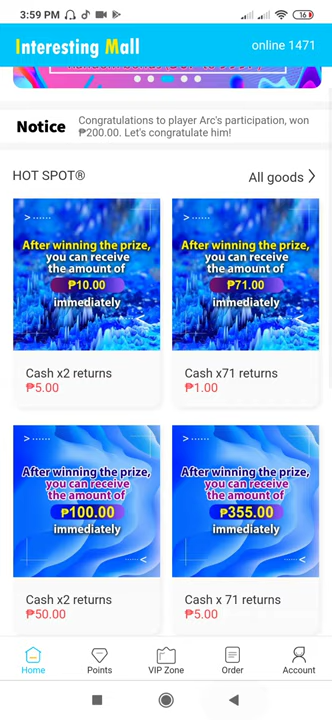 3:59 PM
16
Interesting Mall
online 1471
Notice
Congratulations to player Arc's participation, won
₱200.00. Let's congratulate him!
HOT SPOT®
All goods >
> ······
After winning the prize,
you can receive
the amount of
₱10.00
immediately
······ <
Cash x2 returns
₱5.00
> ······
After winning the prize,
you can receive
the amount of
₱71.00
immediately
······ <
Cash x71 returns
₱1.00
> ······
After winning the prize,
you can receive
the amount of
₱100.00
immediately
······ <
Cash x2 returns
₱50.00
> ······
After winning the prize,
you can receive
the amount of
₱355.00
immediately
······ <
Cash x 71 returns
₱5.00
Home
Points
VIP Zone
Order
Account